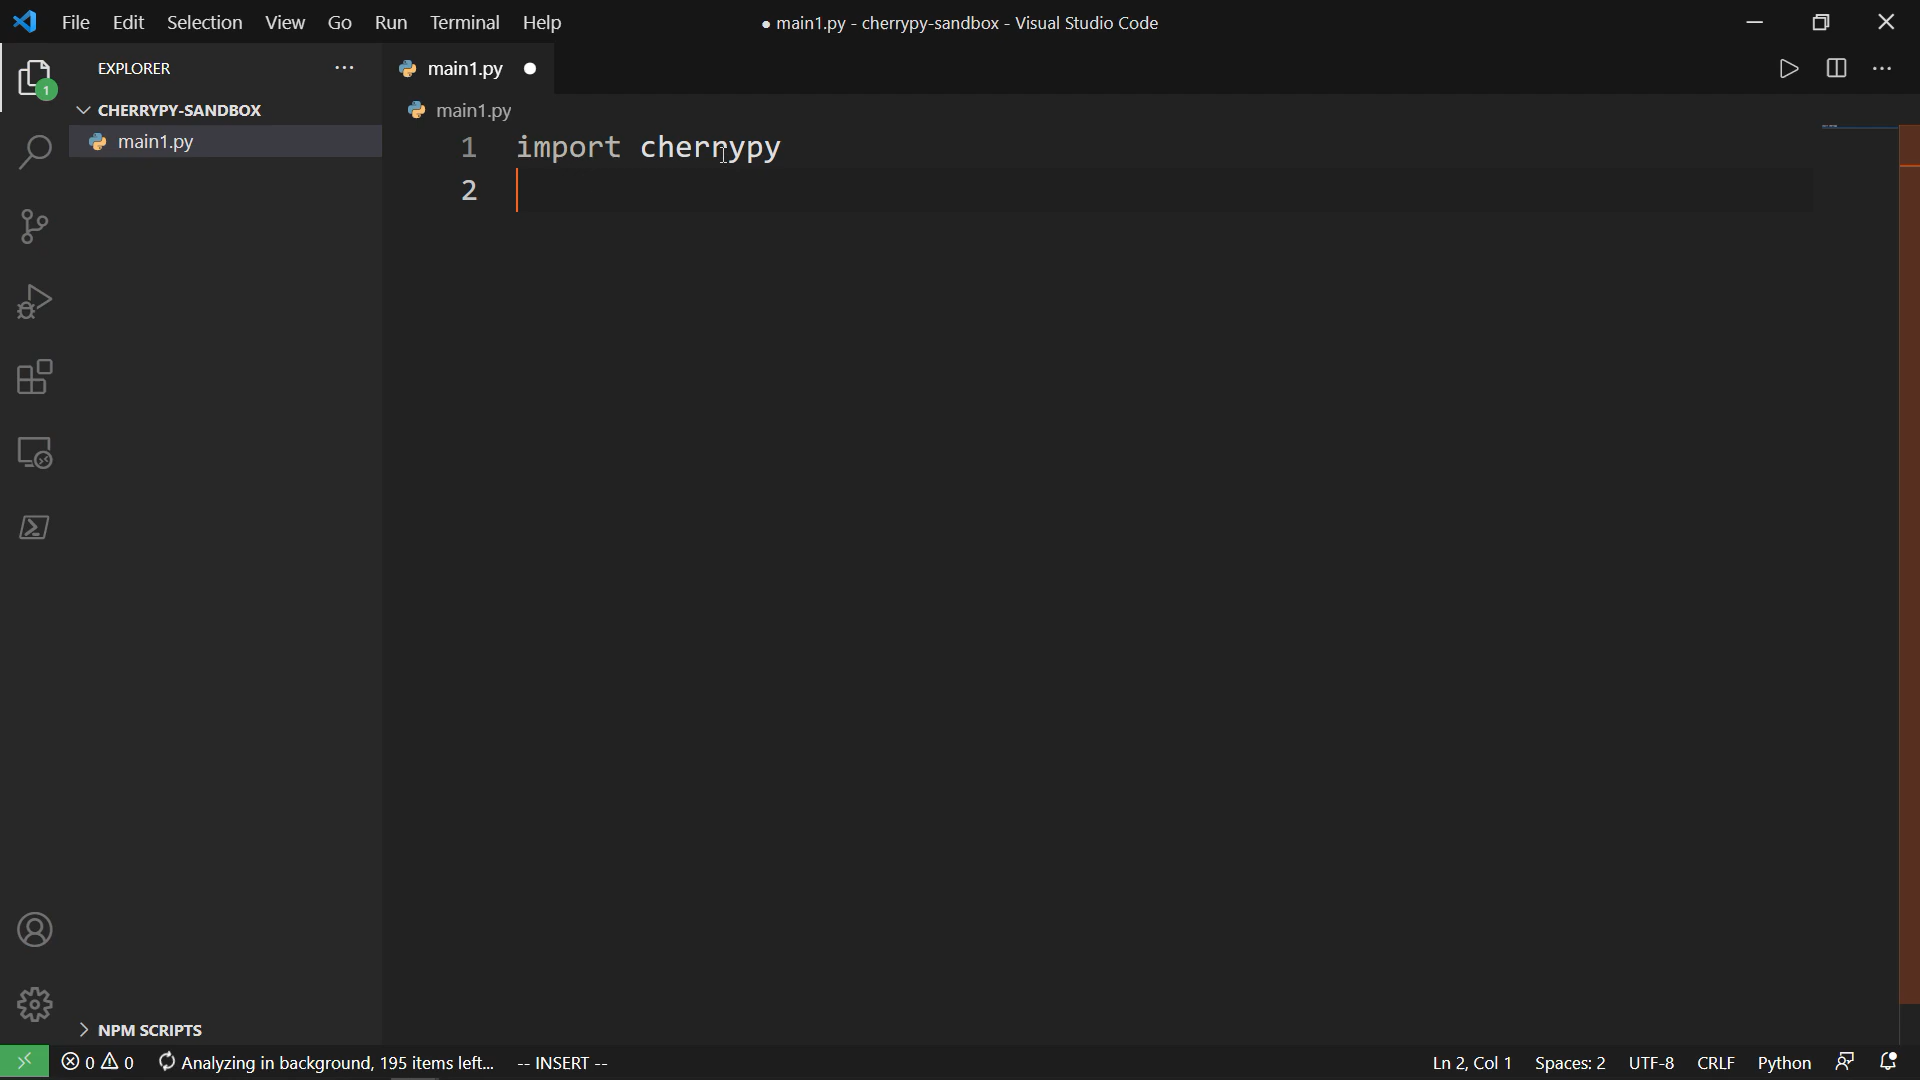 File Edit Selection View Go Run Terminal Help
● main1.py - cherrypy-sandbox - Visual Studio Code
EXPLORER
CHERRYPY-SANDBOX
main1.py
NPM SCRIPTS
1
main1.py
main1.py
1 import cherrypy
2
0 0 Analyzing in background, 195 items left... -- INSERT --
Ln 2, Col 1 Spaces: 2 UTF-8 CRLF Python